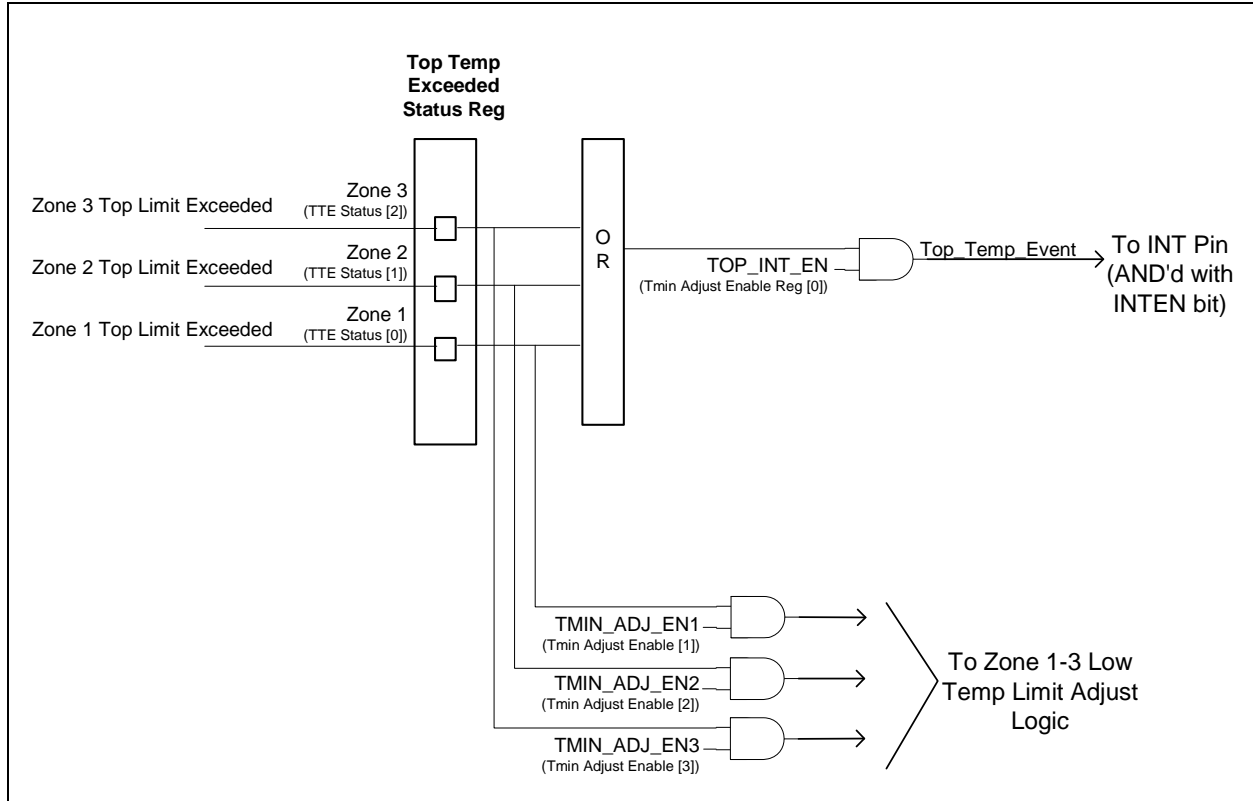 Top Temp
Exceeded
Status Reg
Zone 3 Top Limit Exceeded
Zone 3
(TTE Status [2])
Zone 2 Top Limit Exceeded
Zone 2
(TTE Status [1])
Zone 1 Top Limit Exceeded
Zone 1
(TTE Status [0])
O
R
TOP_INT_EN
(Tmin Adjust Enable Reg [0])
Top_Temp_Event
To INT Pin
(AND'd with
INTEN bit)
TMIN_ADJ_EN1
(Tmin Adjust Enable [1])
TMIN_ADJ_EN2
(Tmin Adjust Enable [2])
TMIN_ADJ_EN3
(Tmin Adjust Enable [3])
To Zone 1-3 Low
Temp Limit Adjust
Logic